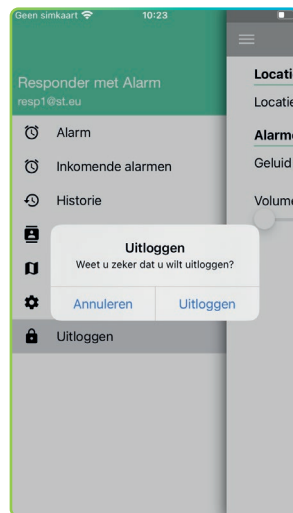 Geen simkaart 10:23
Responder met Alarm
resp1@st.eu
Alarm
Inkomende alarmen
Historie
Uitloggen
Weet u zeker dat u wilt uitloggen?
Annuleren Uitloggen
Uitloggen
Locati
Locatie
Alarme
Geluid
Volume